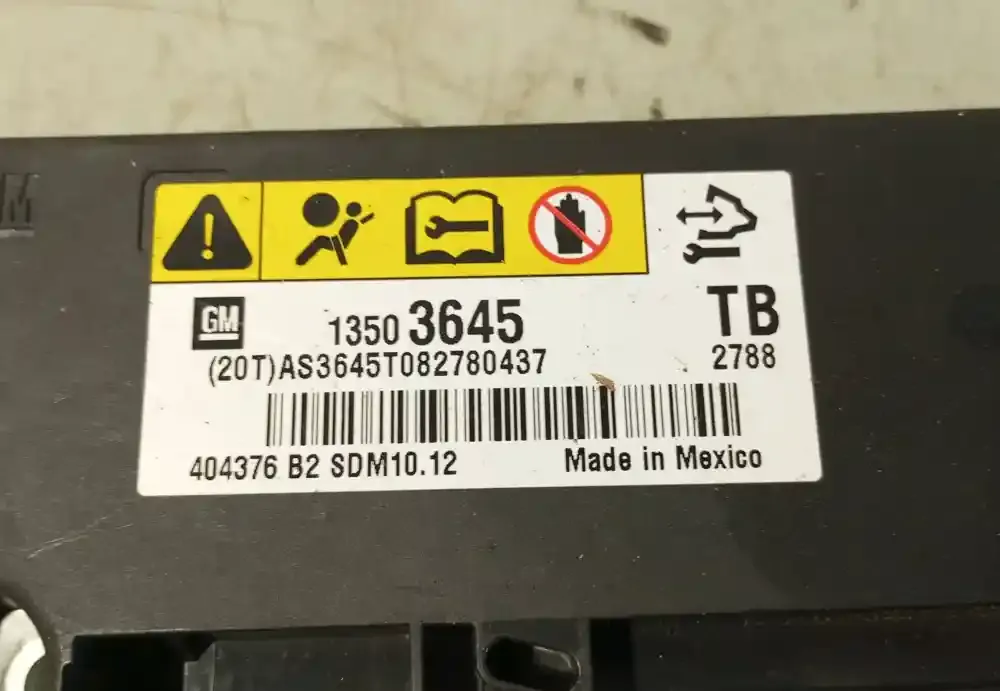 GM
1350 3645
TB
(20T)AS3645T082780437
2788
404376 B2 SDM10.12
Made in Mexico